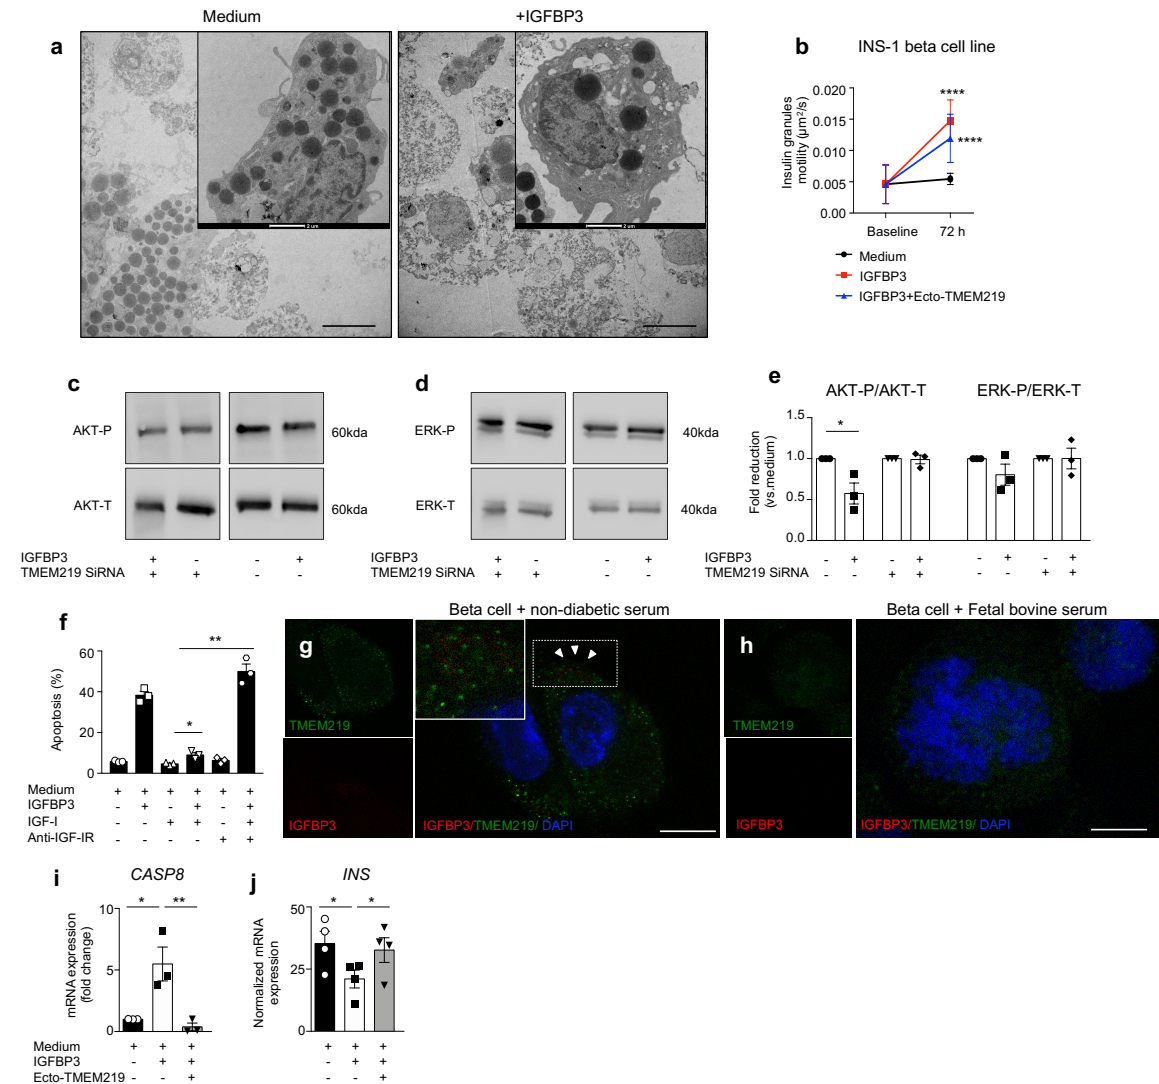 Medium
+IGFBP3
a
2 um
2 um
b
INS-1 beta cell line
Insulin granules
motility (µm²/s)
0.020
0.015
0.010
0.005
0.00
****
****
Baseline
72 h
Medium
IGFBP3
IGFBP3+Ecto-TMEM219
c
AKT-P
60kda
AKT-T
60kda
IGFBP3
+ - - +
TMEM219 SiRNA
+ + - -
d
ERK-P
40kda
ERK-T
40kda
IGFBP3
+ - - +
TMEM219 SiRNA
+ + - -
e
AKT-P/AKT-T
ERK-P/ERK-T
Fold reduction
(vs.medium)
1.5
1.0
0.5
0.0
*
IGFBP3
- + - + - + - +
TMEM219 SiRNA
- - + + - - + +
f
Apoptosis (%)
60
40
20
0
**
*
Medium
+ + + + + +
IGFBP3
- + - + - +
IGF-I
- - + + - +
Anti-IGF-IR
- - - - + +
Beta cell + non-diabetic serum
g
TMEM219
IGFBP3
IGFBP3/TMEM219/ DAPI
Beta cell + Fetal bovine serum
h
TMEM219
IGFBP3
IGFBP3/TMEM219/ DAPI
i
CASP8
mRNA expression
(fold change)
10
5
0
* **
Medium
+ + +
IGFBP3
- + +
Ecto-TMEM219
- - +
j
INS
Normalized mRNA
expression
50
25
0
* *
+ + +
- + +
- - +